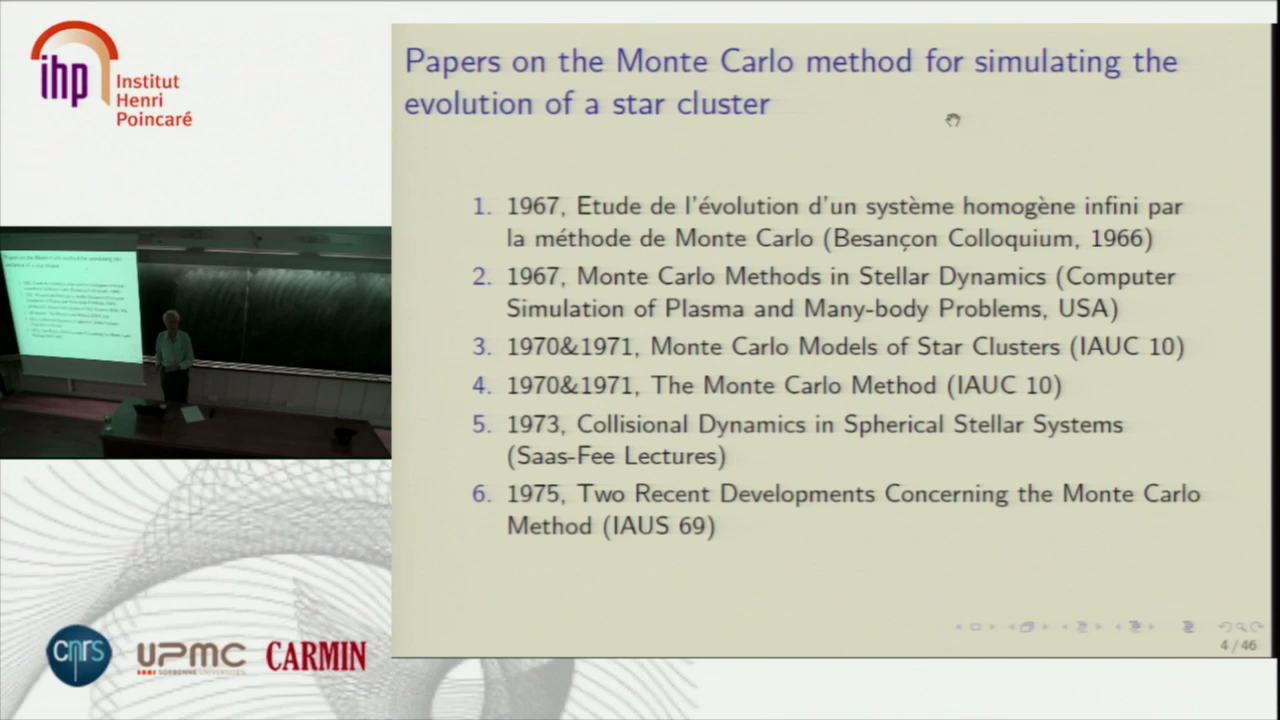 ihp
Institut
Henri
Poincaré
Papers on the Monte Carlo method for simulating the
evolution of a star cluster
1. 1967, Etude de l'évolution d'un système homogène infini par
la méthode de Monte Carlo (Besançon Colloquium, 1966)
2. 1967, Monte Carlo Methods in Stellar Dynamics (Computer
Simulation of Plasma and Many-body Problems, USA)
3. 1970&1971, Monte Carlo Models of Star Clusters (IAUC 10)
4. 1970&1971, The Monte Carlo Method (IAUC 10)
5. 1973, Collisional Dynamics in Spherical Stellar Systems
(Saas-Fee Lectures)
6. 1975, Two Recent Developments Concerning the Monte Carlo
Method (IAUS 69)
4 / 46
cnrs
UPMC
SORBONNE UNIVERSITÉS
CARMIN